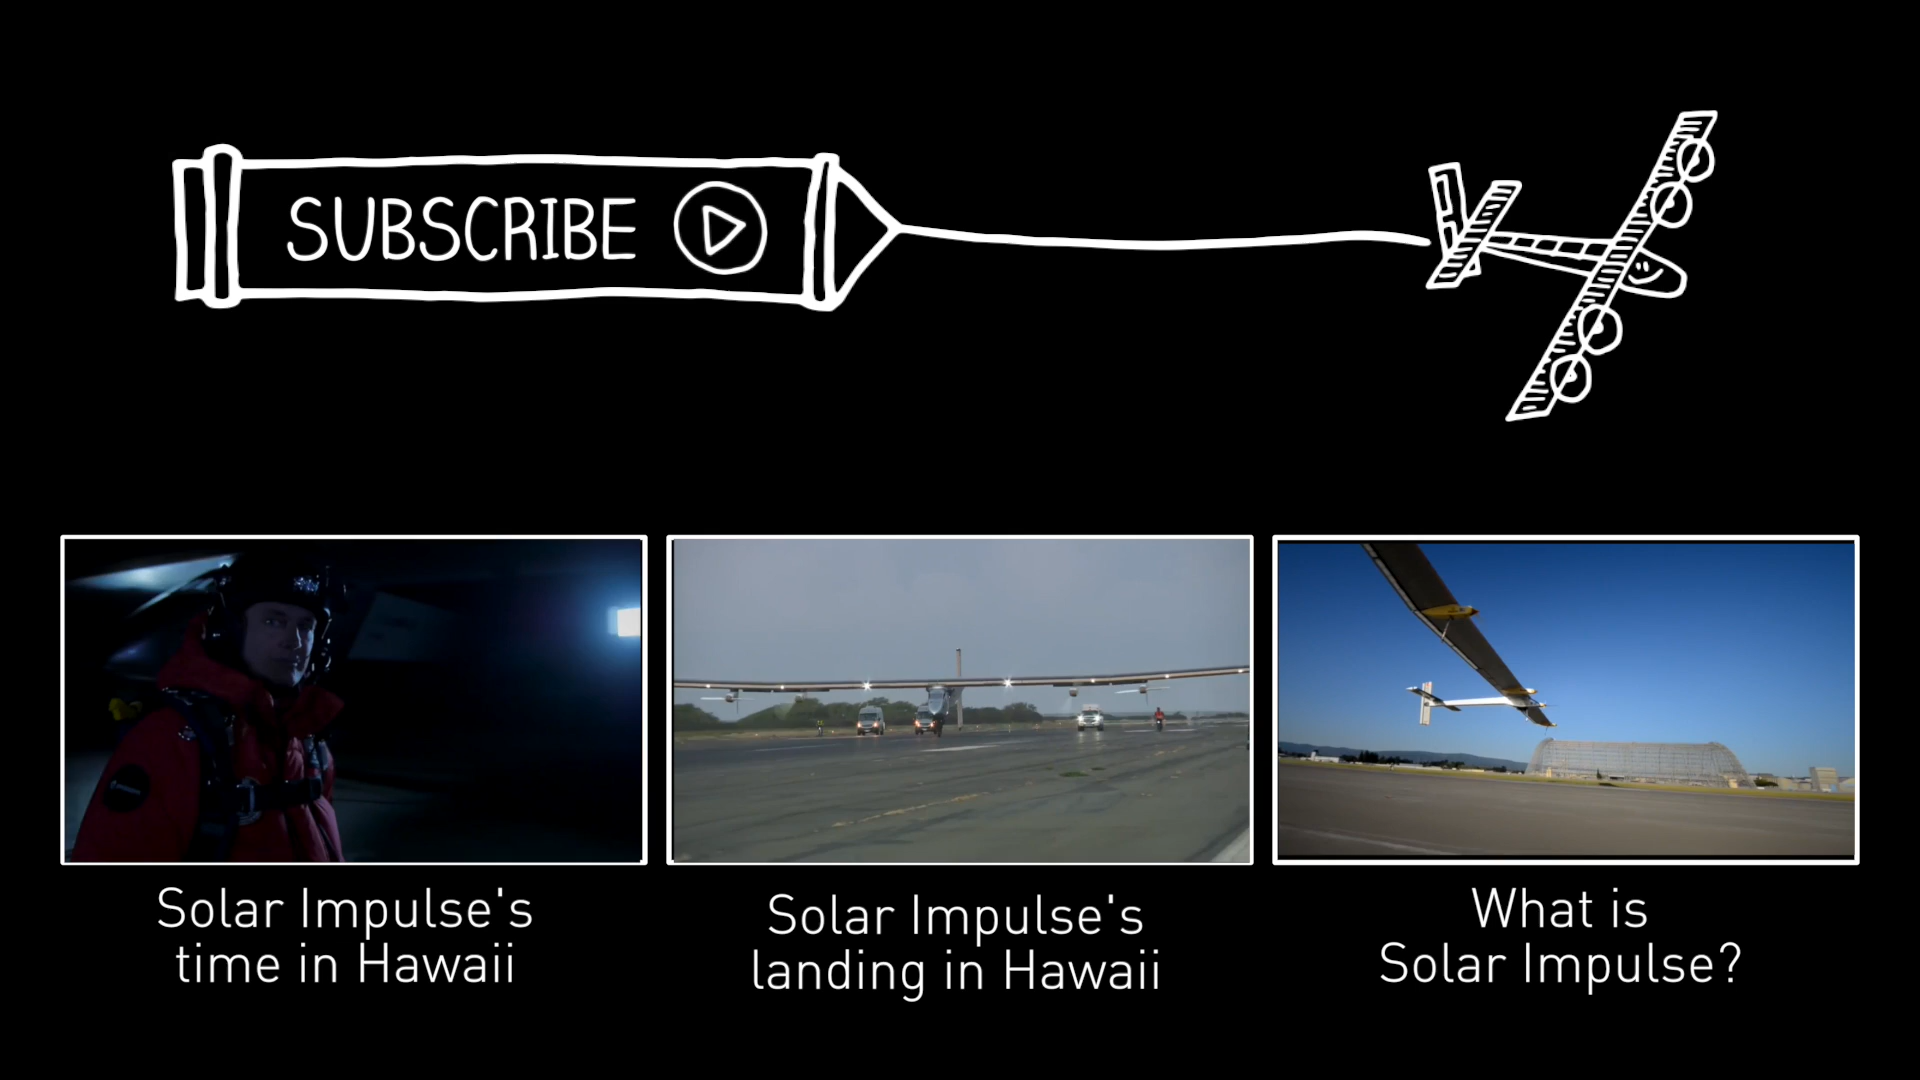 SUBSCRIBE
Solar Impulse's
time in Hawaii
Solar Impulse's
landing in Hawaii
What is
Solar Impulse?